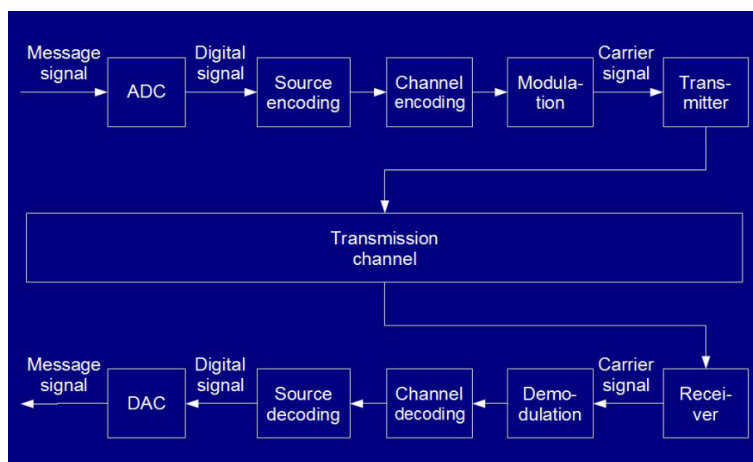 Message
signal
ADC
Digital
signal
Source
encoding
Channel
encoding
Modula-
tion
Carrier
signal
Trans-
mitter
Transmission
channel
Message
signal
DAC
Digital
signal
Source
decoding
Channel
decoding
Demo-
dulation
Carrier
signal
Recei-
ver